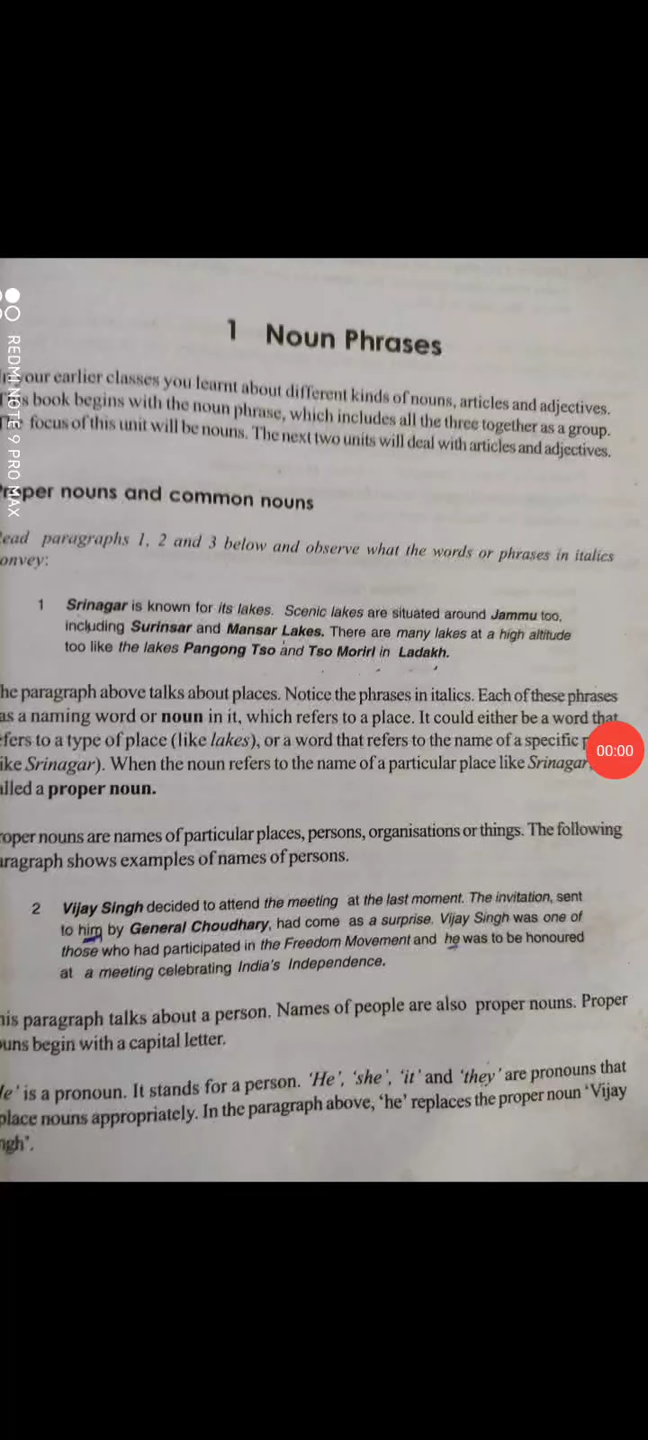 1 Noun Phrases
our earlier classes you learnt about different kinds of nouns, articles and adjectives.
book begins with the noun phrase, which includes all the three together as a group.
focus of this unit will be nouns. The next two units will deal with articles and adjectives.
REDMI NOTE 9 PRO MAX
Proper nouns and common nouns
ead paragraphs 1, 2 and 3 below and observe what the words or phrases in italics
onvey:
1 Srinagar is known for its lakes. Scenic lakes are situated around Jammu too,
including Surinsar and Mansar Lakes. There are many lakes at a high altitude
too like the lakes Pangong Tso and Tso Moriri in Ladakh.
he paragraph above talks about places. Notice the phrases in italics. Each of these phrases
as a naming word or noun in it, which refers to a place. It could either be a word that
efers to a type of place (like lakes), or a word that refers to the name of a specific p
ike Srinagar). When the noun refers to the name of a particular place like Srinagar,
alled a proper noun.
00:00
roper nouns are names of particular places, persons, organisations or things. The following
aragraph shows examples of names of persons.
2 Vijay Singh decided to attend the meeting at the last moment. The invitation, sent
to him by General Choudhary, had come as a surprise. Vijay Singh was one of
those who had participated in the Freedom Movement and he was to be honoured
at a meeting celebrating India's Independence.
his paragraph talks about a person. Names of people are also proper nouns. Proper
ouns begin with a capital letter.
He' is a pronoun. It stands for a person. 'He', 'she', 'it' and 'they' are pronouns that
place nouns appropriately. In the paragraph above, 'he' replaces the proper noun 'Vijay
ngh'.